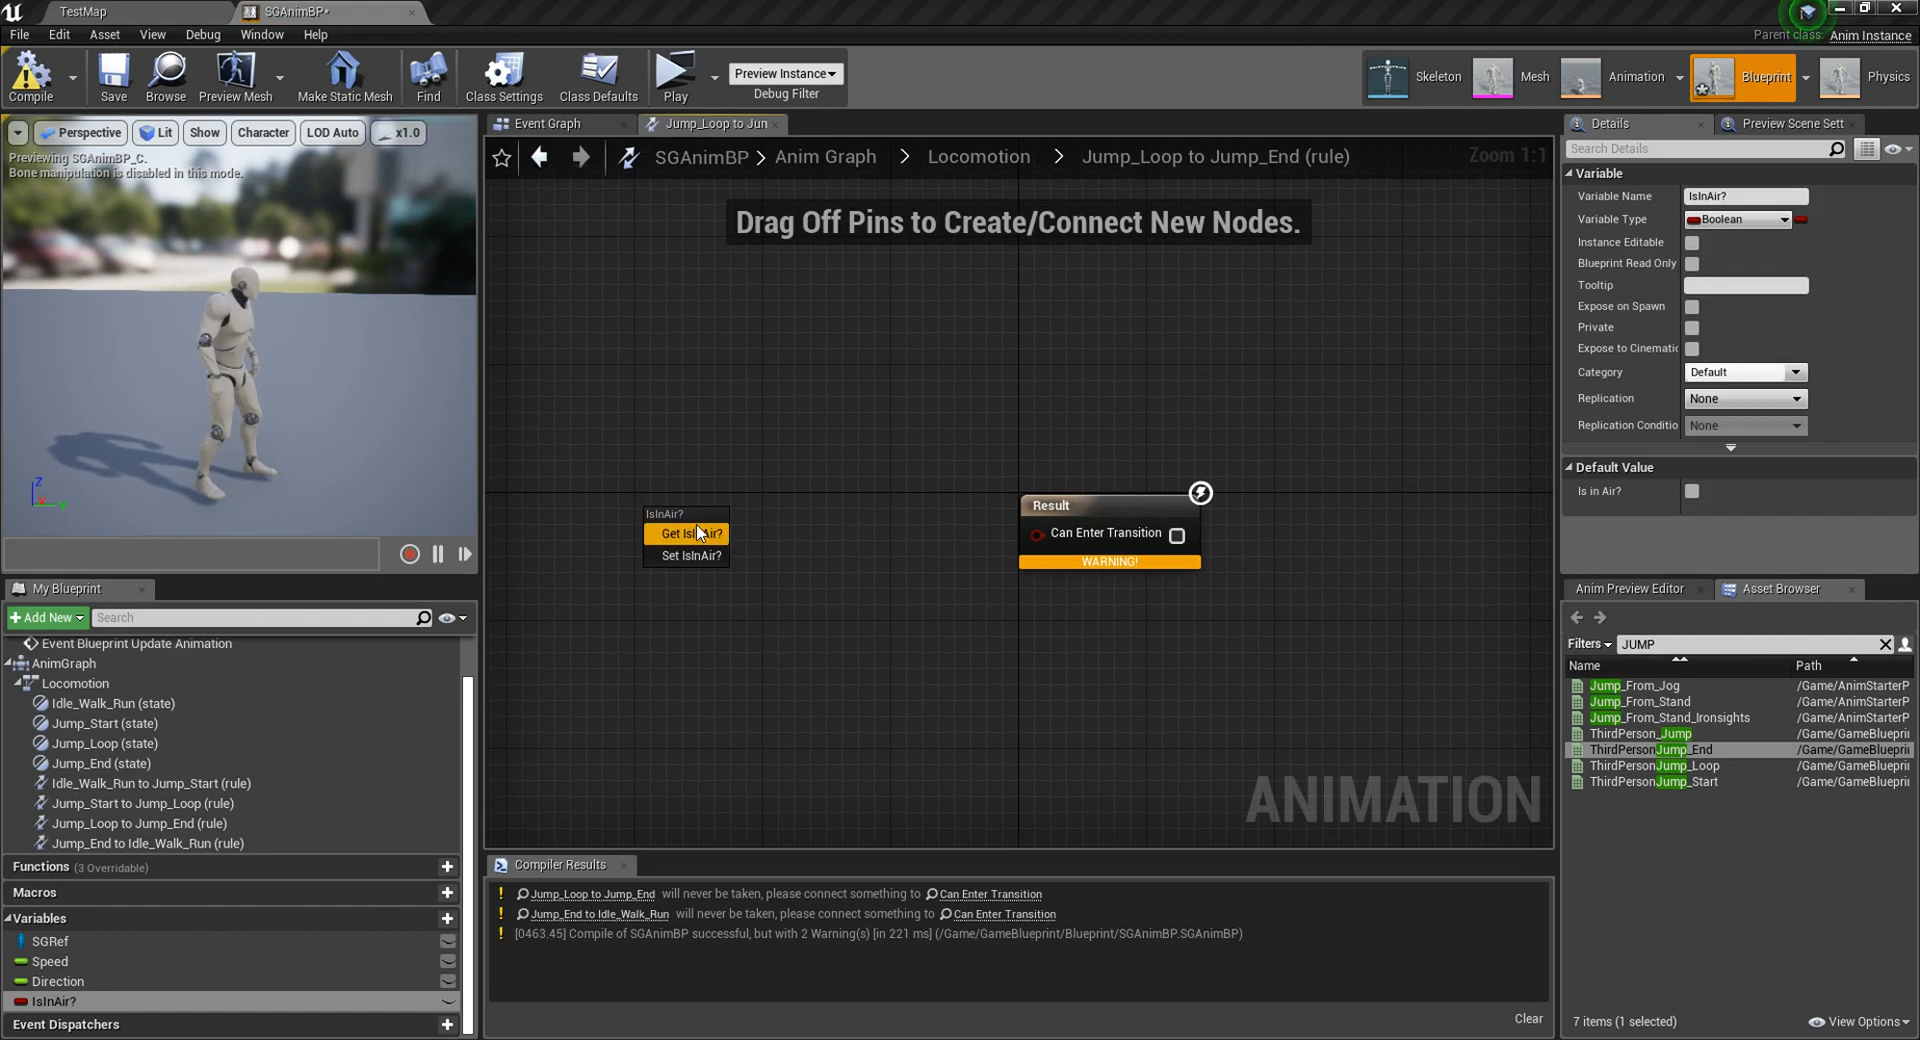 TestMap
SGAnimBP*
File Edit Asset View Debug Window Help
Parent class: Anim Instance
Compile
Save
Browse
Preview Mesh
Make Static Mesh
Find
Class Settings
Class Defaults
Play
Preview Instance
Debug Filter
Skeleton
Mesh
Animation
Blueprint
Physics
Perspective
Lit
Show
Character
LOD Auto
x1.0
Previewing SGAnimBP_C.
Bone manipulation is disabled in this mode.
Z
X
Y
Event Graph
Jump_Loop to Jun
SGAnimBP > Anim Graph > Locomotion > Jump_Loop to Jump_End (rule)
Zoom 1:1
Drag Off Pins to Create/Connect New Nodes.
IsInAir?
Get IsInAir?
Set IsInAir?
Result
Can Enter Transition
WARNING!
ANIMATION
My Blueprint
Add New
Search
Event Blueprint Update Animation
AnimGraph
Locomotion
Idle_Walk_Run (state)
Jump_Start (state)
Jump_Loop (state)
Jump_End (state)
Idle_Walk_Run to Jump_Start (rule)
Jump_Start to Jump_Loop (rule)
Jump_Loop to Jump_End (rule)
Jump_End to Idle_Walk_Run (rule)
Functions (3 Overridable)
Macros
Variables
SGRef
Speed
Direction
IsInAir?
Event Dispatchers
Compiler Results
Jump_Loop to Jump_End will never be taken, please connect something to Can Enter Transition
Jump_End to Idle_Walk_Run will never be taken, please connect something to Can Enter Transition
[0463.45] Compile of SGAnimBP successful, but with 2 Warning(s) [in 221 ms] (/Game/GameBlueprint/Blueprint/SGAnimBP.SGAnimBP)
Clear
Details
Preview Scene Sett
Search Details
Variable
Variable Name IsInAir?
Variable Type Boolean
Instance Editable
Blueprint Read Only
Tooltip
Expose on Spawn
Private
Expose to Cinematic
Category Default
Replication None
Replication Conditio None
Default Value
Is in Air?
Anim Preview Editor
Asset Browser
Filters
JUMP
Name Path
Jump_From_Jog /Game/AnimStarterP
Jump_From_Stand /Game/AnimStarterP
Jump_From_Stand_Ironsights /Game/AnimStarterP
ThirdPerson_Jump /Game/GameBlueprii
ThirdPersonJump_End /Game/GameBlueprii
ThirdPersonJump_Loop /Game/GameBlueprii
ThirdPersonJump_Start /Game/GameBlueprii
7 items (1 selected)
View Options